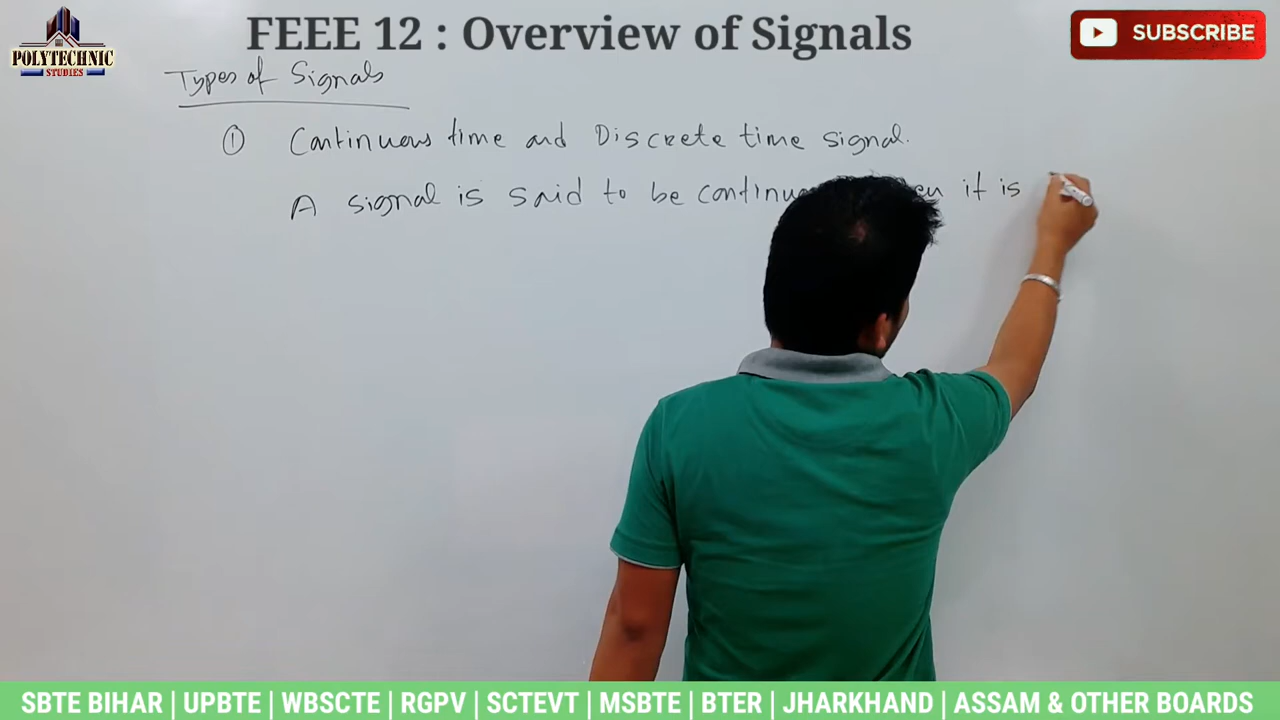 FEEE 12 : Overview of Signals
POLYTECHNIC
STUDIES
SUBSCRIBE
Types of Signals
① Continuous time and Discrete time signal.
A signal is said to be continu it is
SBTE BIHAR | UPBTE | WBSCTE | RGPV | SCTEVT | MSBTE | BTER | JHARKHAND | ASSAM & OTHER BOARDS